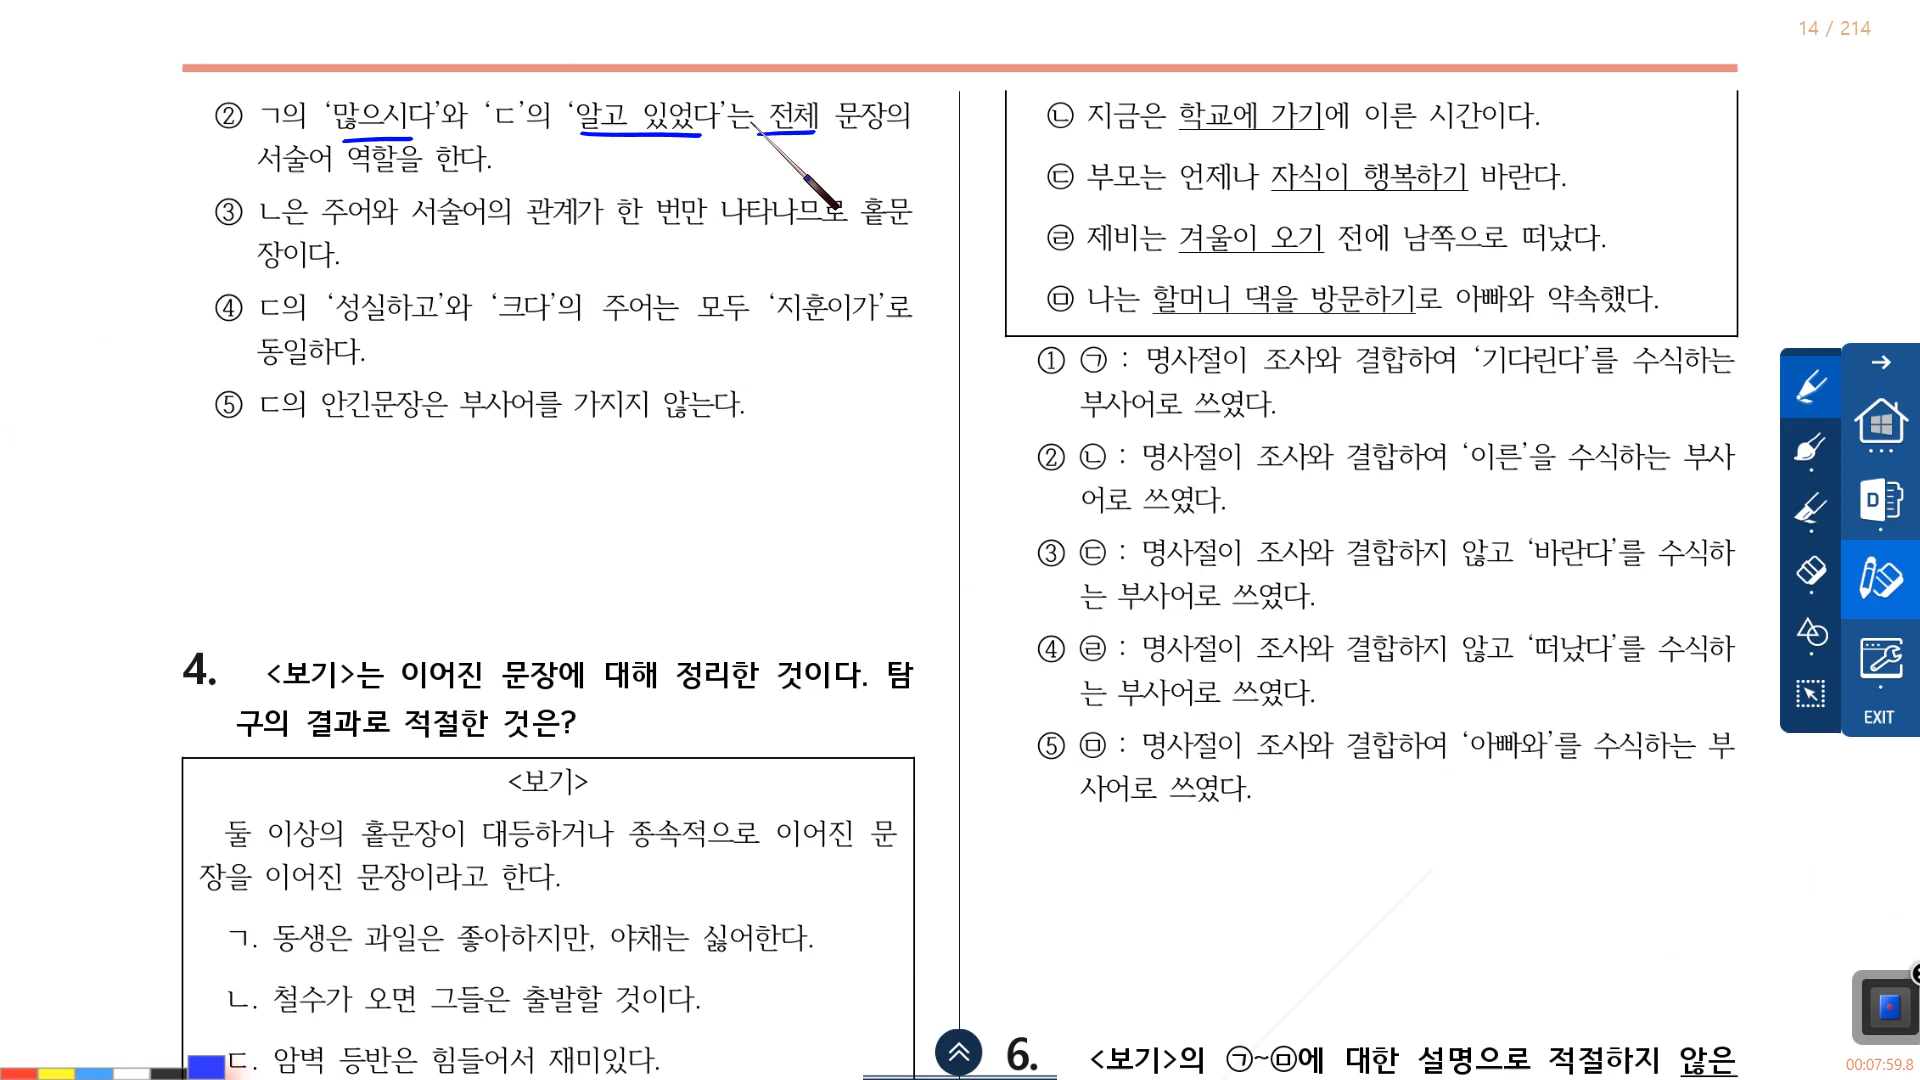 14 / 214
② ㄱ의 ‘많으시다’와 ‘ㄷ’의 ‘알고 있었다’는 전체 문장의
서술어 역할을 한다.
③ ㄴ은 주어와 서술어의 관계가 한 번만 나타나므로 홑문
장이다.
④ ㄷ의 ‘성실하고’와 ‘크다’의 주어는 모두 ‘지훈이가’로
동일하다.
⑤ ㄷ의 안긴문장은 부사어를 가지지 않는다.
4. <보기>는 이어진 문장에 대해 정리한 것이다. 탐
구의 결과로 적절한 것은?
<보기>
둘 이상의 홑문장이 대등하거나 종속적으로 이어진 문
장을 이어진 문장이라고 한다.
ㄱ. 동생은 과일은 좋아하지만, 야채는 싫어한다.
ㄴ. 철수가 오면 그들은 출발할 것이다.
ㄷ. 암벽 등반은 힘들어서 재미있다.
㉡ 지금은 학교에 가기에 이른 시간이다.
㉢ 부모는 언제나 자식이 행복하기 바란다.
㉣ 제비는 겨울이 오기 전에 남쪽으로 떠났다.
㉤ 나는 할머니 댁을 방문하기로 아빠와 약속했다.
① ㉠ : 명사절이 조사와 결합하여 ‘기다린다’를 수식하는
부사어로 쓰였다.
② ㉡ : 명사절이 조사와 결합하여 ‘이른’을 수식하는 부사
어로 쓰였다.
③ ㉢ : 명사절이 조사와 결합하지 않고 ‘바란다’를 수식하
는 부사어로 쓰였다.
④ ㉣ : 명사절이 조사와 결합하지 않고 ‘떠났다’를 수식하
는 부사어로 쓰였다.
⑤ ㉤ : 명사절이 조사와 결합하여 ‘아빠와’를 수식하는 부
사어로 쓰였다.
6. <보기>의 ㉠~㉤에 대한 설명으로 적절하지 않은
D
EXIT
00:07:59.8